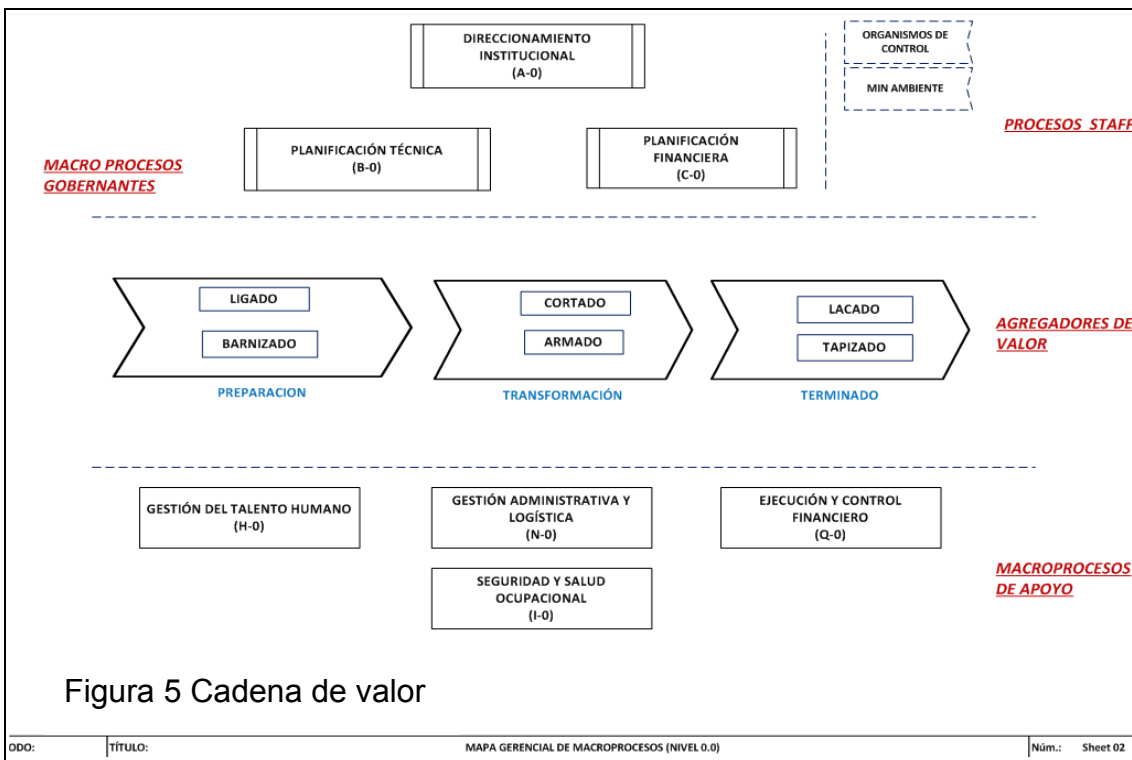 DIRECCIONAMIENTO
INSTITUCIONAL
(A-0)
ORGANISMOS DE
CONTROL
MIN AMBIENTE
PROCESOS STAFF
MACRO PROCESOS
GOBERNANTES
PLANIFICACIÓN TÉCNICA
(B-0)
PLANIFICACIÓN
FINANCIERA
(C-0)
LIGADO
BARNIZADO
PREPARACION
CORTADO
ARMADO
TRANSFORMACIÓN
LACADO
TAPIZADO
TERMINADO
AGREGADORES DE
VALOR
GESTIÓN DEL TALENTO HUMANO
(H-0)
GESTIÓN ADMINISTRATIVA Y
LOGÍSTICA
(N-0)
EJECUCIÓN Y CONTROL
FINANCIERO
(Q-0)
SEGURIDAD Y SALUD
OCUPACIONAL
(I-0)
MACROPROCESOS
DE APOYO
Figura 5 Cadena de valor
ODO:
TÍTULO:
MAPA GERENCIAL DE MACROPROCESOS (NIVEL 0.0)
Núm.: Sheet 02